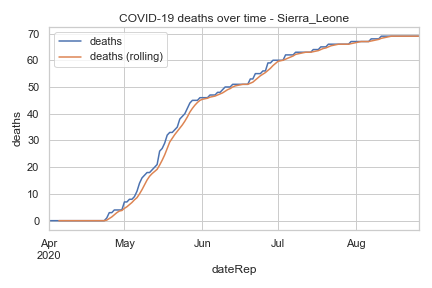 COVID-19 deaths over time - Sierra_Leone
deaths
deaths (rolling)
70
60
50
40
30
20
10
0
deaths
Apr
2020
May
Jun
Jul
Aug
dateRep